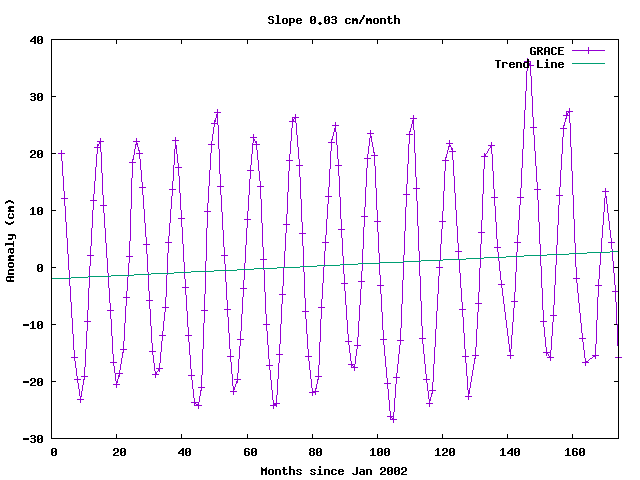 Slope 0.03 cm/month
GRACE
Trend Line
Anomaly (cm)
40
30
20
10
0
-10
-20
-30
0 20 40 60 80 100 120 140 160
Months since Jan 2002